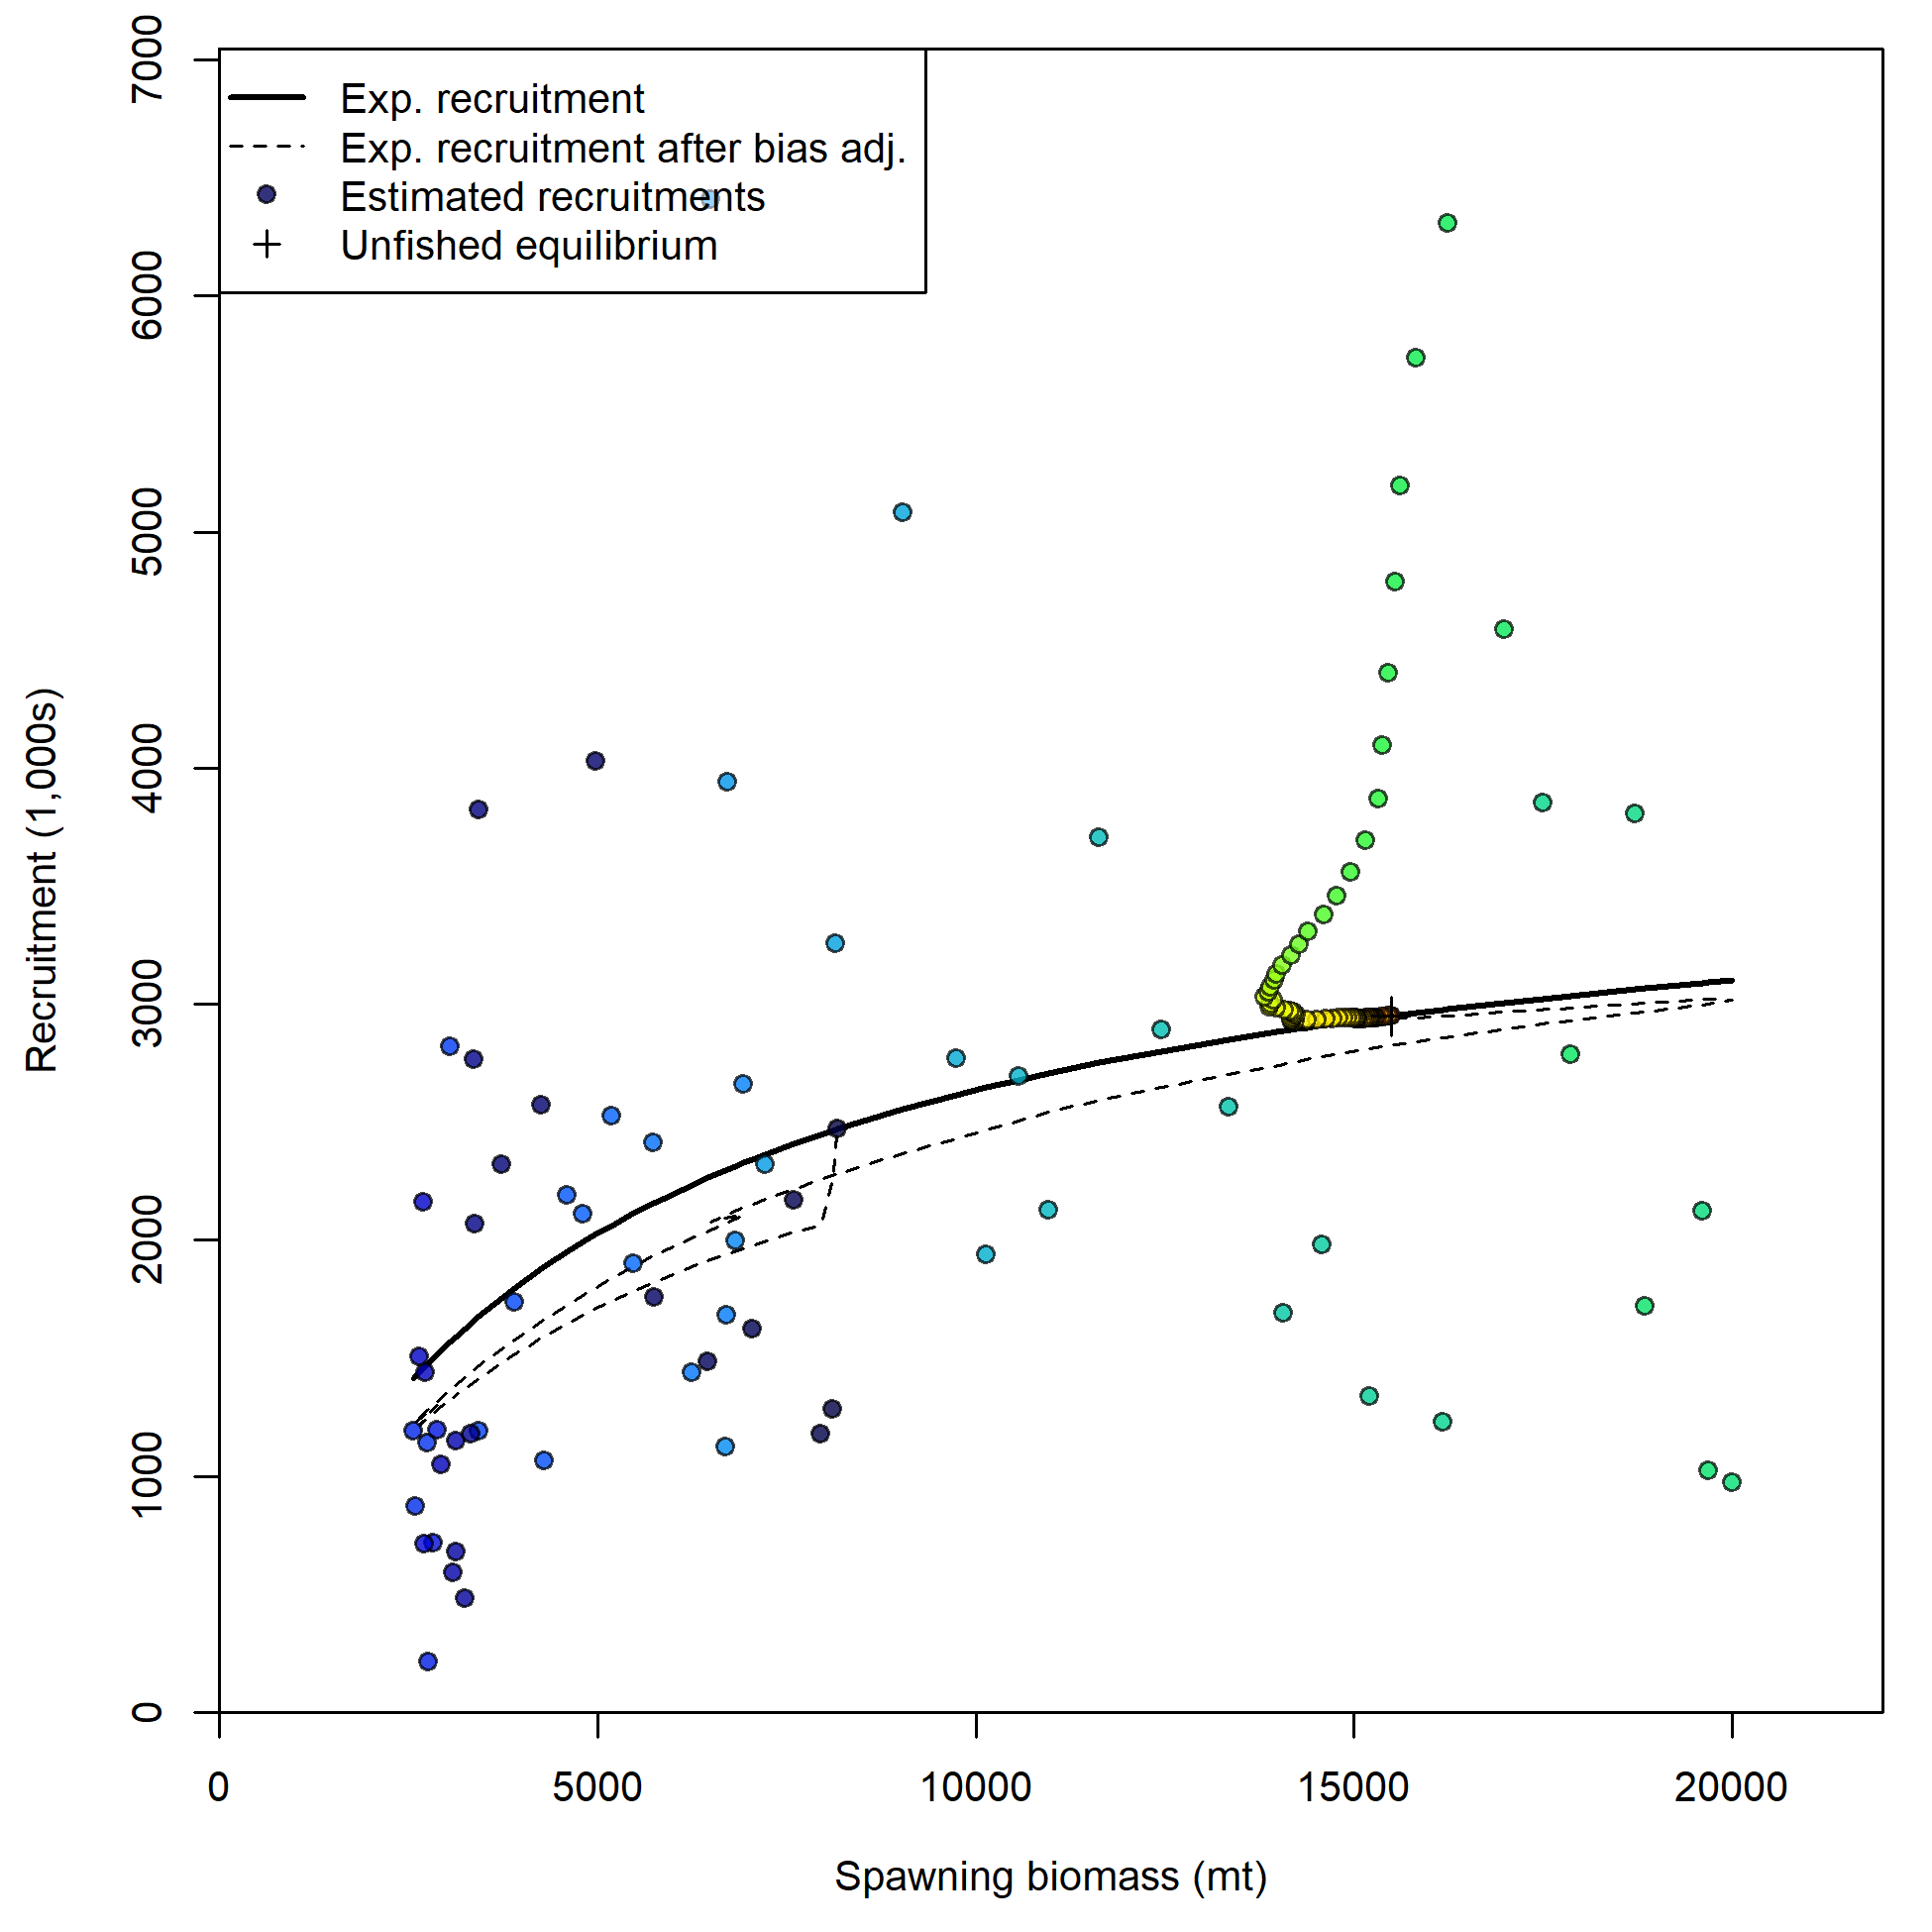 Exp. recruitment
Exp. recruitment after bias adj.
Estimated recruitments
Unfished equilibrium
7000
6000
5000
4000
3000
2000
1000
0
Recruitment (1,000s)
0 5000 10000 15000 20000
Spawning biomass (mt)